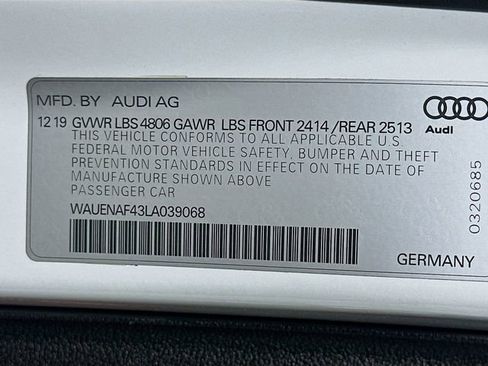 MFD. BY AUDI AG
12 19 GVWR LBS 4806 GAWR LBS FRONT 2414 /REAR 2513
THIS VEHICLE CONFORMS TO ALL APPLICABLE U.S.
FEDERAL MOTOR VEHICLE SAFETY, BUMPER AND THEFT
PREVENTION STANDARDS IN EFFECT ON THE DATE OF
MANUFACTURE SHOWN ABOVE
PASSENGER CAR
WAUENAF43LA039068
GERMANY
Audi
0320685